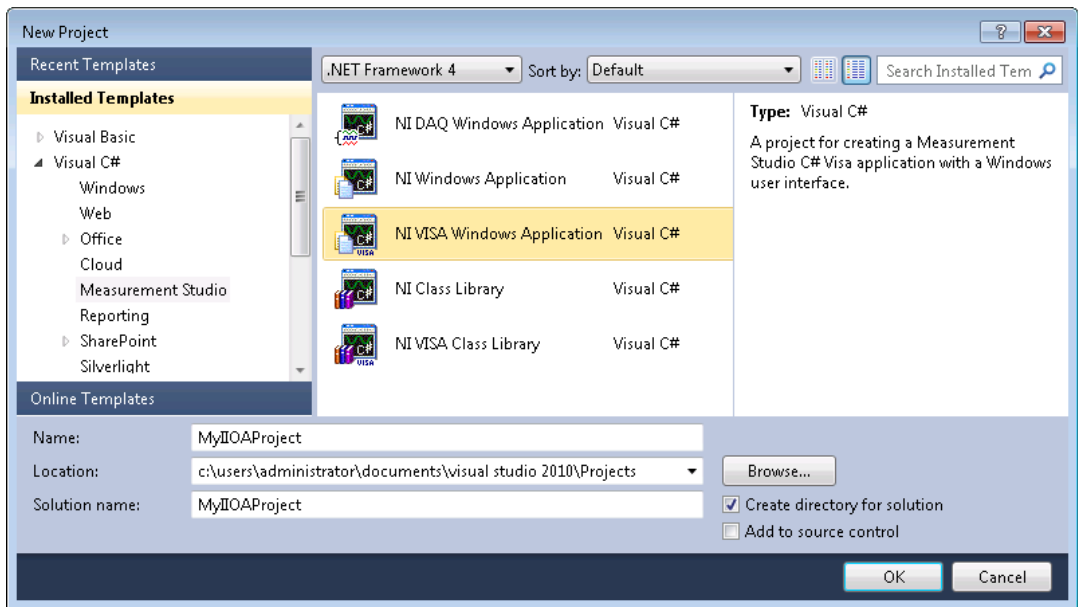 New Project
Recent Templates
Installed Templates
Visual Basic
Visual C#
Windows
Web
Office
Cloud
Measurement Studio
Reporting
SharePoint
Silverlight
Online Templates
.NET Framework 4
Sort by: Default
Search Installed Tem
NI DAQ Windows Application Visual C#
NI Windows Application Visual C#
NI VISA Windows Application Visual C#
NI Class Library Visual C#
NI VISA Class Library Visual C#
Type: Visual C#
A project for creating a Measurement
Studio C# Visa application with a Windows
user interface.
Name: MyIIOAProject
Location: c:\users\administrator\documents\visual studio 2010\Projects
Browse...
Solution name: MyIIOAProject
Create directory for solution
Add to source control
OK
Cancel